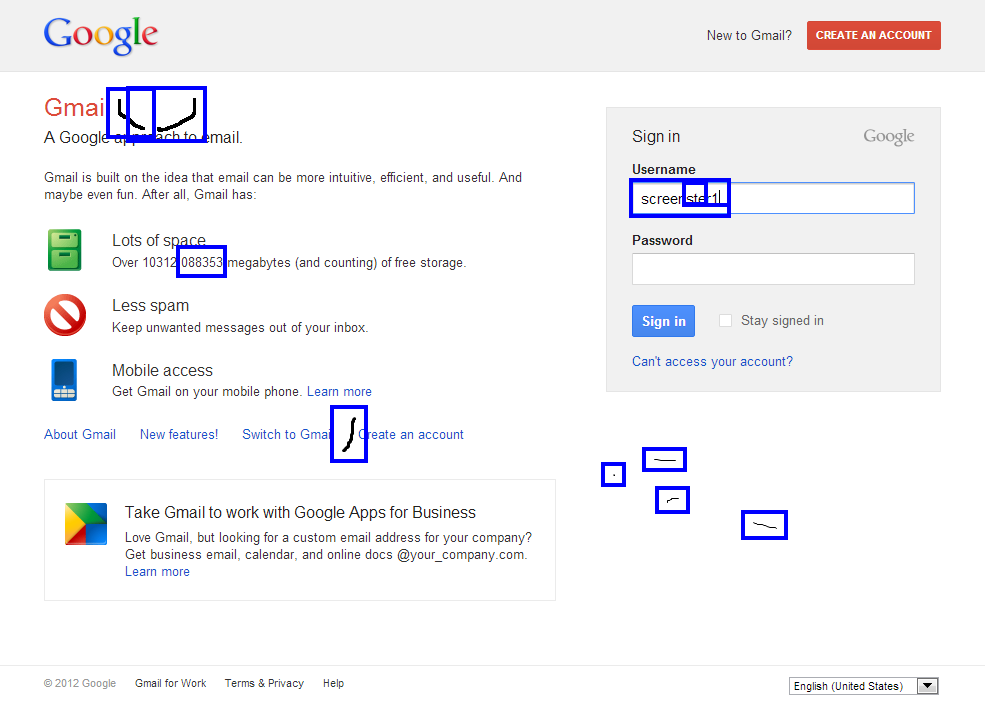 Google
New to Gmail?
CREATE AN ACCOUNT
Gmai
A Google approach to email.
Gmail is built on the idea that email can be more intuitive, efficient, and useful. And
maybe even fun. After all, Gmail has:
Lots of space
Over 10312.088353 megabytes (and counting) of free storage.
Less spam
Keep unwanted messages out of your inbox.
Mobile access
Get Gmail on your mobile phone. Learn more
About Gmail New features! Switch to Gmai Create an account
Take Gmail to work with Google Apps for Business
Love Gmail, but looking for a custom email address for your company?
Get business email, calendar, and online docs @your_company.com.
Learn more
Sign in Google
Username
screenster1
Password
Sign in Stay signed in
Can't access your account?
© 2012 Google Gmail for Work Terms & Privacy Help
English (United States)